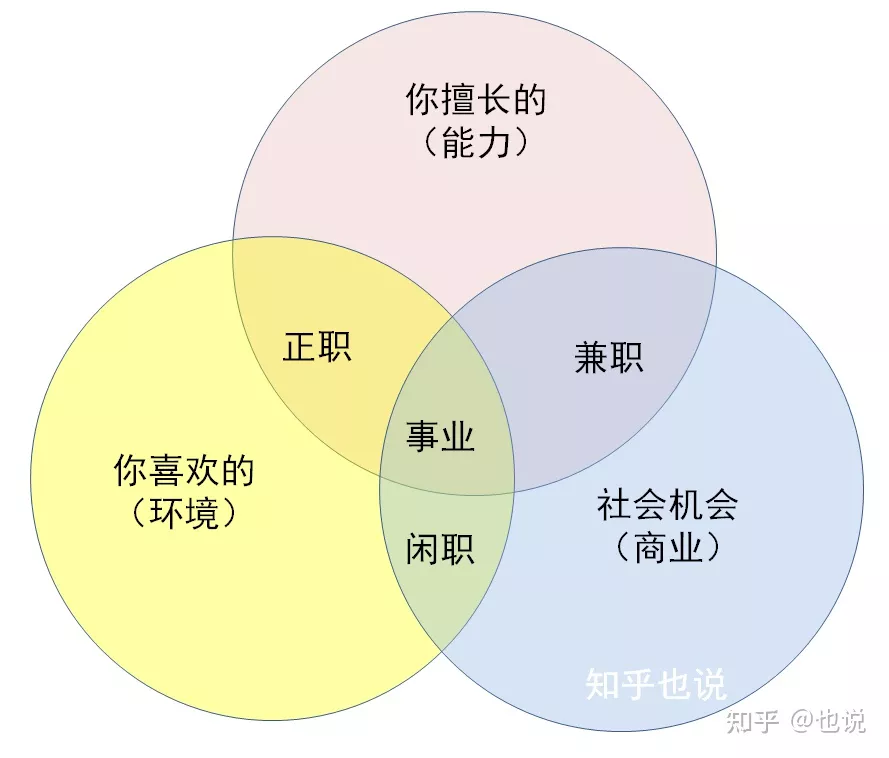 你擅长的
（能力）
正职
兼职
事业
你喜欢的
（环境）
社会机会
（商业）
闲职
知乎也说
知乎 @也说